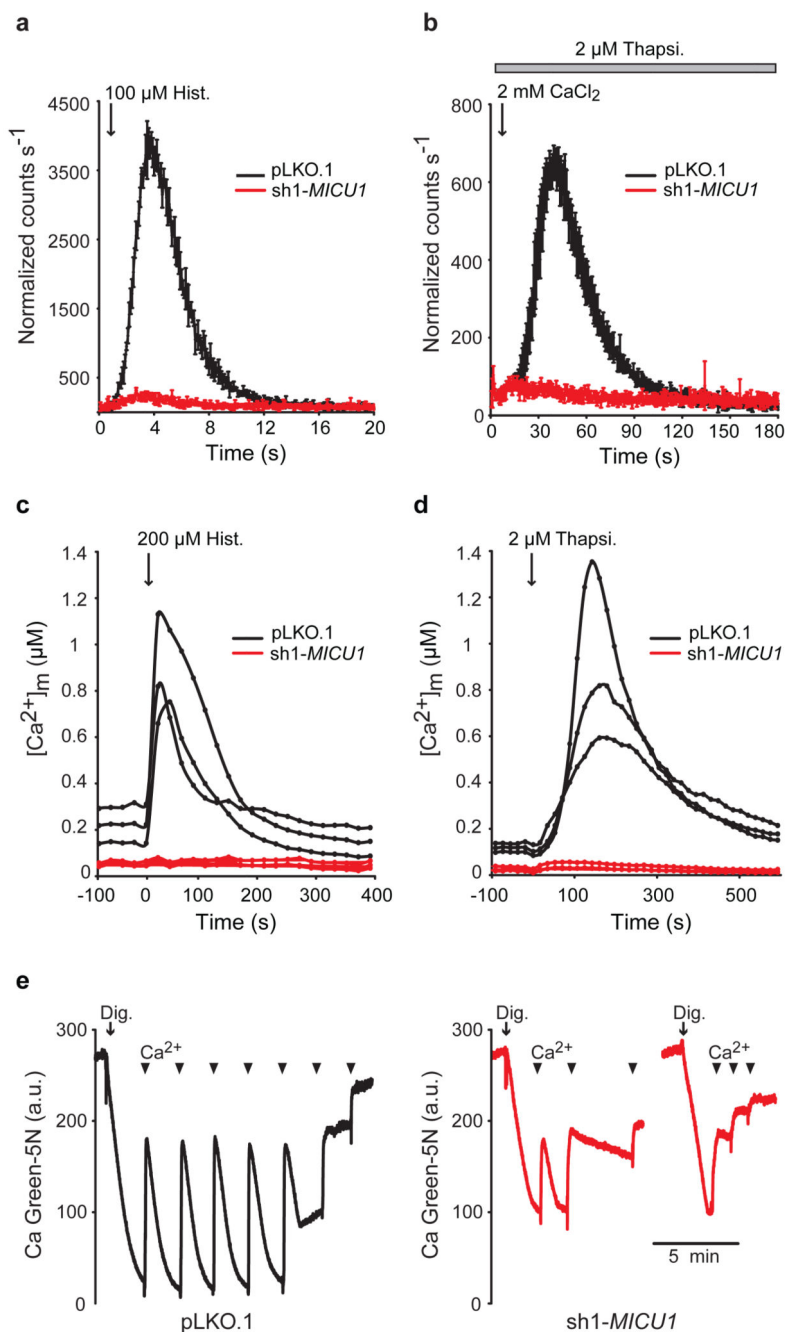 a
100 µM Hist.
4500
3500
2500
1500
500
Normalized counts s-1
pLKO.1
sh1-MICU1
0 4 8 12 16 20
Time (s)
b
2 µM Thapsi.
2 mM CaCl2
800
600
400
200
0
Normalized counts s-1
pLKO.1
sh1-MICU1
0 30 60 90 120 150 180
Time (s)
c
200 µM Hist.
1.4
1.2
1
0.8
0.6
0.4
0.2
0
[Ca2+]m (µM)
pLKO.1
sh1-MICU1
-100 0 100 200 300 400
Time (s)
d
2 µM Thapsi.
1.4
1.2
1
0.8
0.6
0.4
0.2
0
[Ca2+]m (µM)
pLKO.1
sh1-MICU1
-100 100 300 500
Time (s)
e
Dig.
Ca2+
300
200
100
0
Ca Green-5N (a.u.)
pLKO.1
Dig.
Ca2+
Dig.
Ca2+
300
200
100
0
Ca Green-5N (a.u.)
5 min
sh1-MICU1